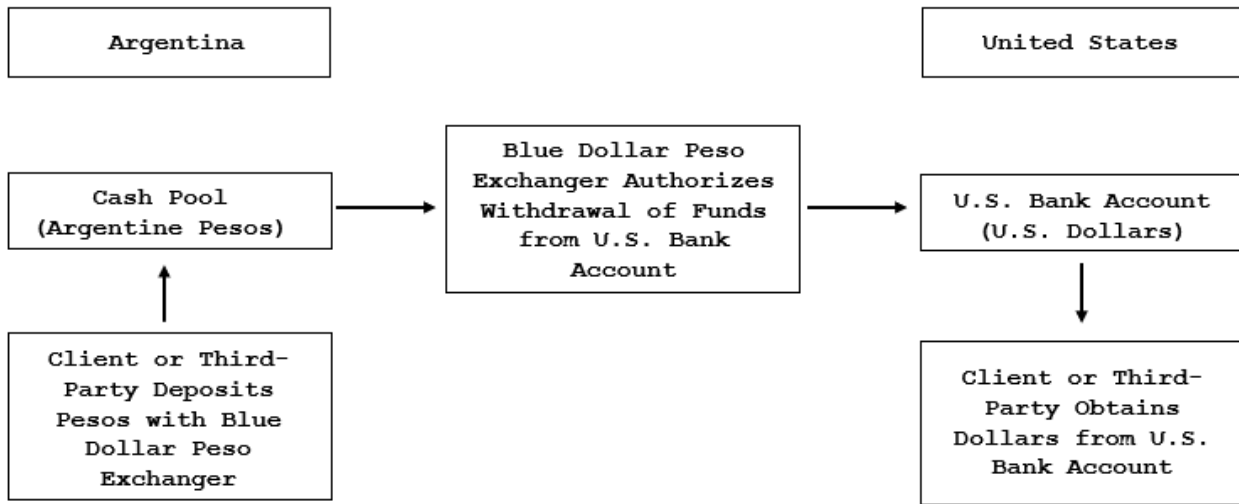 Argentina
United States
Cash Pool
(Argentine Pesos)
Blue Dollar Peso
Exchanger Authorizes
Withdrawal of Funds
from U.S. Bank
Account
U.S. Bank Account
(U.S. Dollars)
Client or Third-
Party Deposits
Pesos with Blue
Dollar Peso
Exchanger
Client or Third-
Party Obtains
Dollars from U.S.
Bank Account